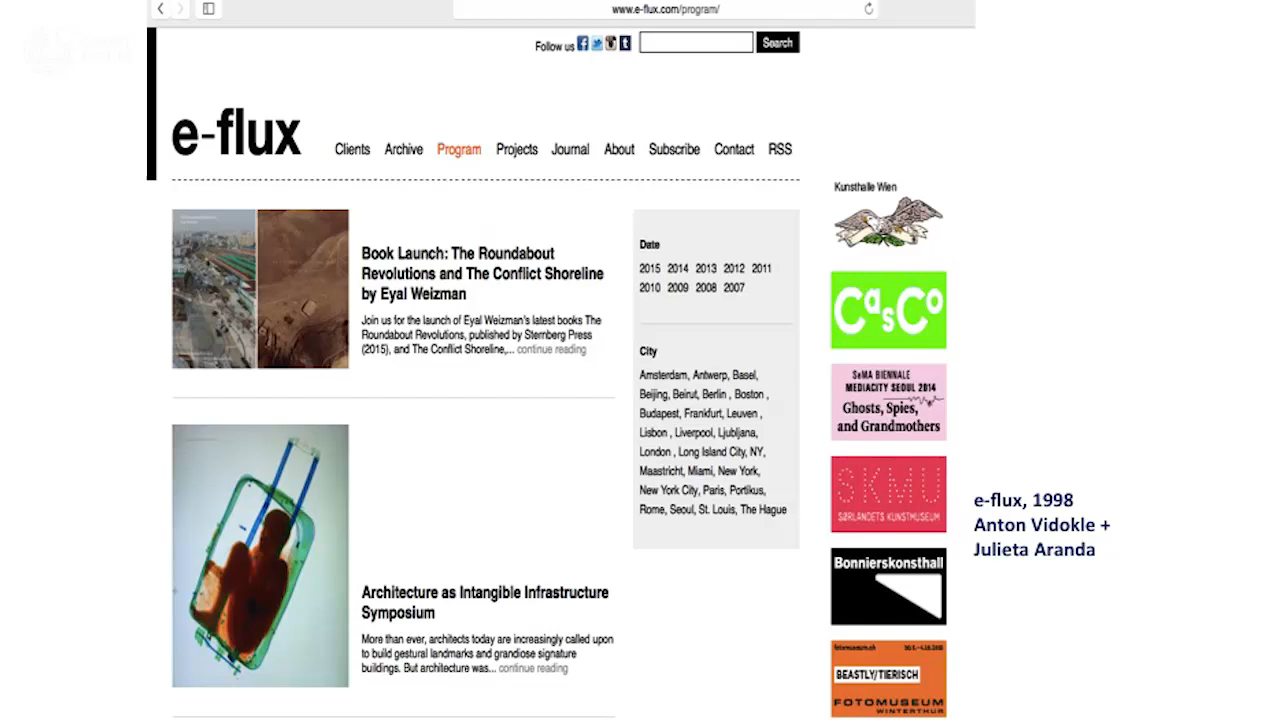 www.e-flux.com/program/
Follow us
Search
e-flux
Clients Archive Program Projects Journal About Subscribe Contact RSS
Book Launch: The Roundabout
Revolutions and The Conflict Shoreline
by Eyal Weizman
Join us for the launch of Eyal Weizman's latest books The
Roundabout Revolutions, published by Sternberg Press
(2015), and The Conflict Shoreline,... continue reading
Architecture as Intangible Infrastructure
Symposium
More than ever, architects today are increasingly called upon
to build gestural landmarks and grandiose signature
buildings. But architecture was... continue reading
Date
2015 2014 2013 2012 2011
2010 2009 2008 2007
City
Amsterdam, Antwerp, Basel,
Beijing, Beirut, Berlin , Boston ,
Budapest, Frankfurt, Leuven ,
Lisbon , Liverpool, Ljubljana,
London , Long Island City, NY,
Maastricht, Miami, New York,
New York City, Paris, Portikus,
Rome, Seoul, St. Louis, The Hague
Kunsthalle Wien
CasCo
SeMA BIENNALE
MEDIACITY SEOUL 2014
Ghosts, Spies,
and Grandmothers
SKMU
SØRLANDETS KUNSTMUSEUM
Bonnierskonsthall
fotomuseum.ch
BEASTLY/TIERISCH
FOTOMUSEUM
WINTERTHUR
e-flux, 1998
Anton Vidokle +
Julieta Aranda